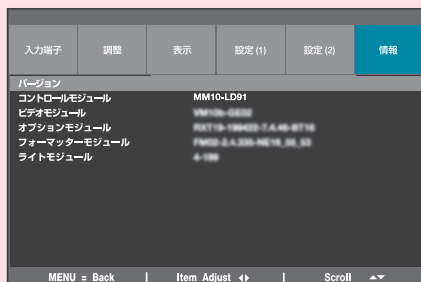 入力端子 調整 表示 設定 (1) 設定 (2) 情報
バージョン
コントロールモジュール MM10-LD91
ビデオモジュール
オプションモジュール
フォーマッターモジュール
ライトモジュール
MENU = Back | Item Adjust ◂▸ | Scroll ▴▾